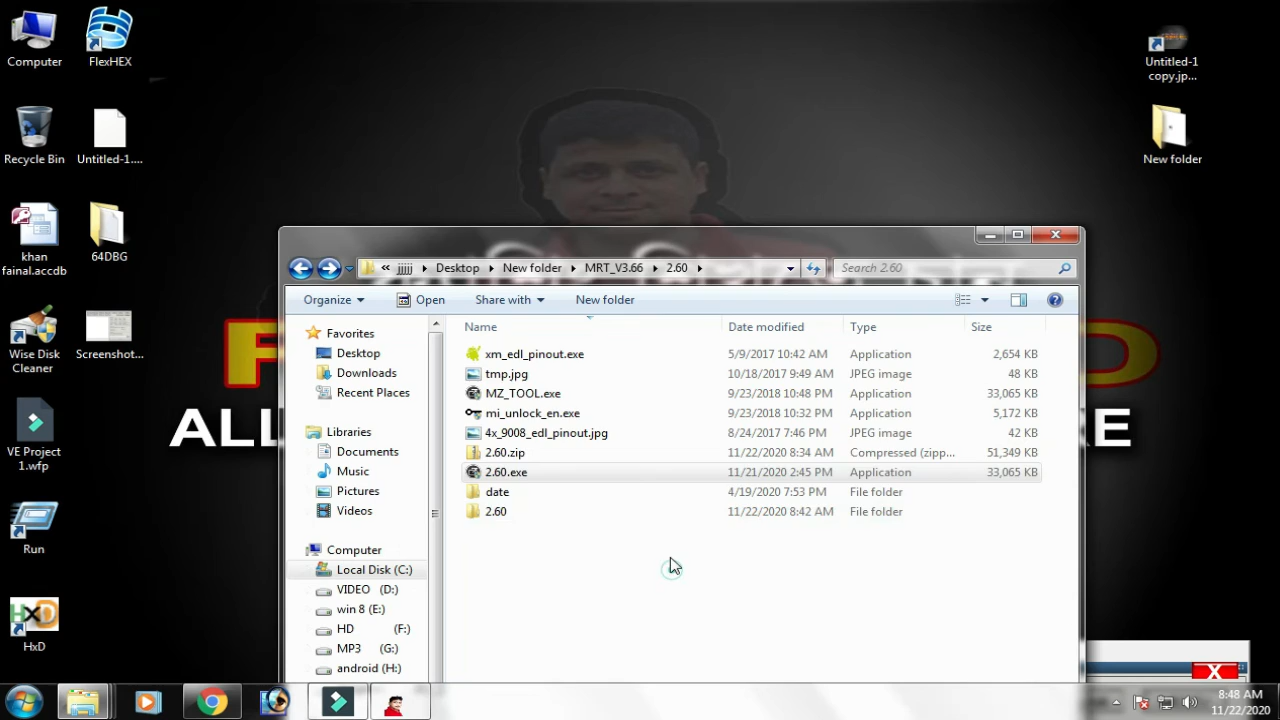 Computer
FlexHEX
Recycle Bin
Untitled-1....
khan
fainal.accdb
64DBG
Wise Disk
Cleaner
Screenshot...
VE Project
1.wfp
Run
HxD
Untitled-1
copy.jp...
New folder
ALL
E
« jjjjj ▸ Desktop ▸ New folder ▸ MRT_V3.66 ▸ 2.60 ▸
Search 2.60
Organize
Open
Share with
New folder
Favorites
Desktop
Downloads
Recent Places
Libraries
Documents
Music
Pictures
Videos
Computer
Local Disk (C:)
VIDEO (D:)
win 8 (E:)
HD (F:)
MP3 (G:)
android (H:)
Name Date modified Type Size
xm_edl_pinout.exe 5/9/2017 10:42 AM Application 2,654 KB
tmp.jpg 10/18/2017 9:49 AM JPEG image 48 KB
MZ_TOOL.exe 9/23/2018 10:48 PM Application 33,065 KB
mi_unlock_en.exe 9/23/2018 10:32 PM Application 5,172 KB
4x_9008_edl_pinout.jpg 8/24/2017 7:46 PM JPEG image 42 KB
2.60.zip 11/22/2020 8:34 AM Compressed (zipp... 51,349 KB
2.60.exe 11/21/2020 2:45 PM Application 33,065 KB
date 4/19/2020 7:53 PM File folder
2.60 11/22/2020 8:42 AM File folder
X
8:48 AM
11/22/2020